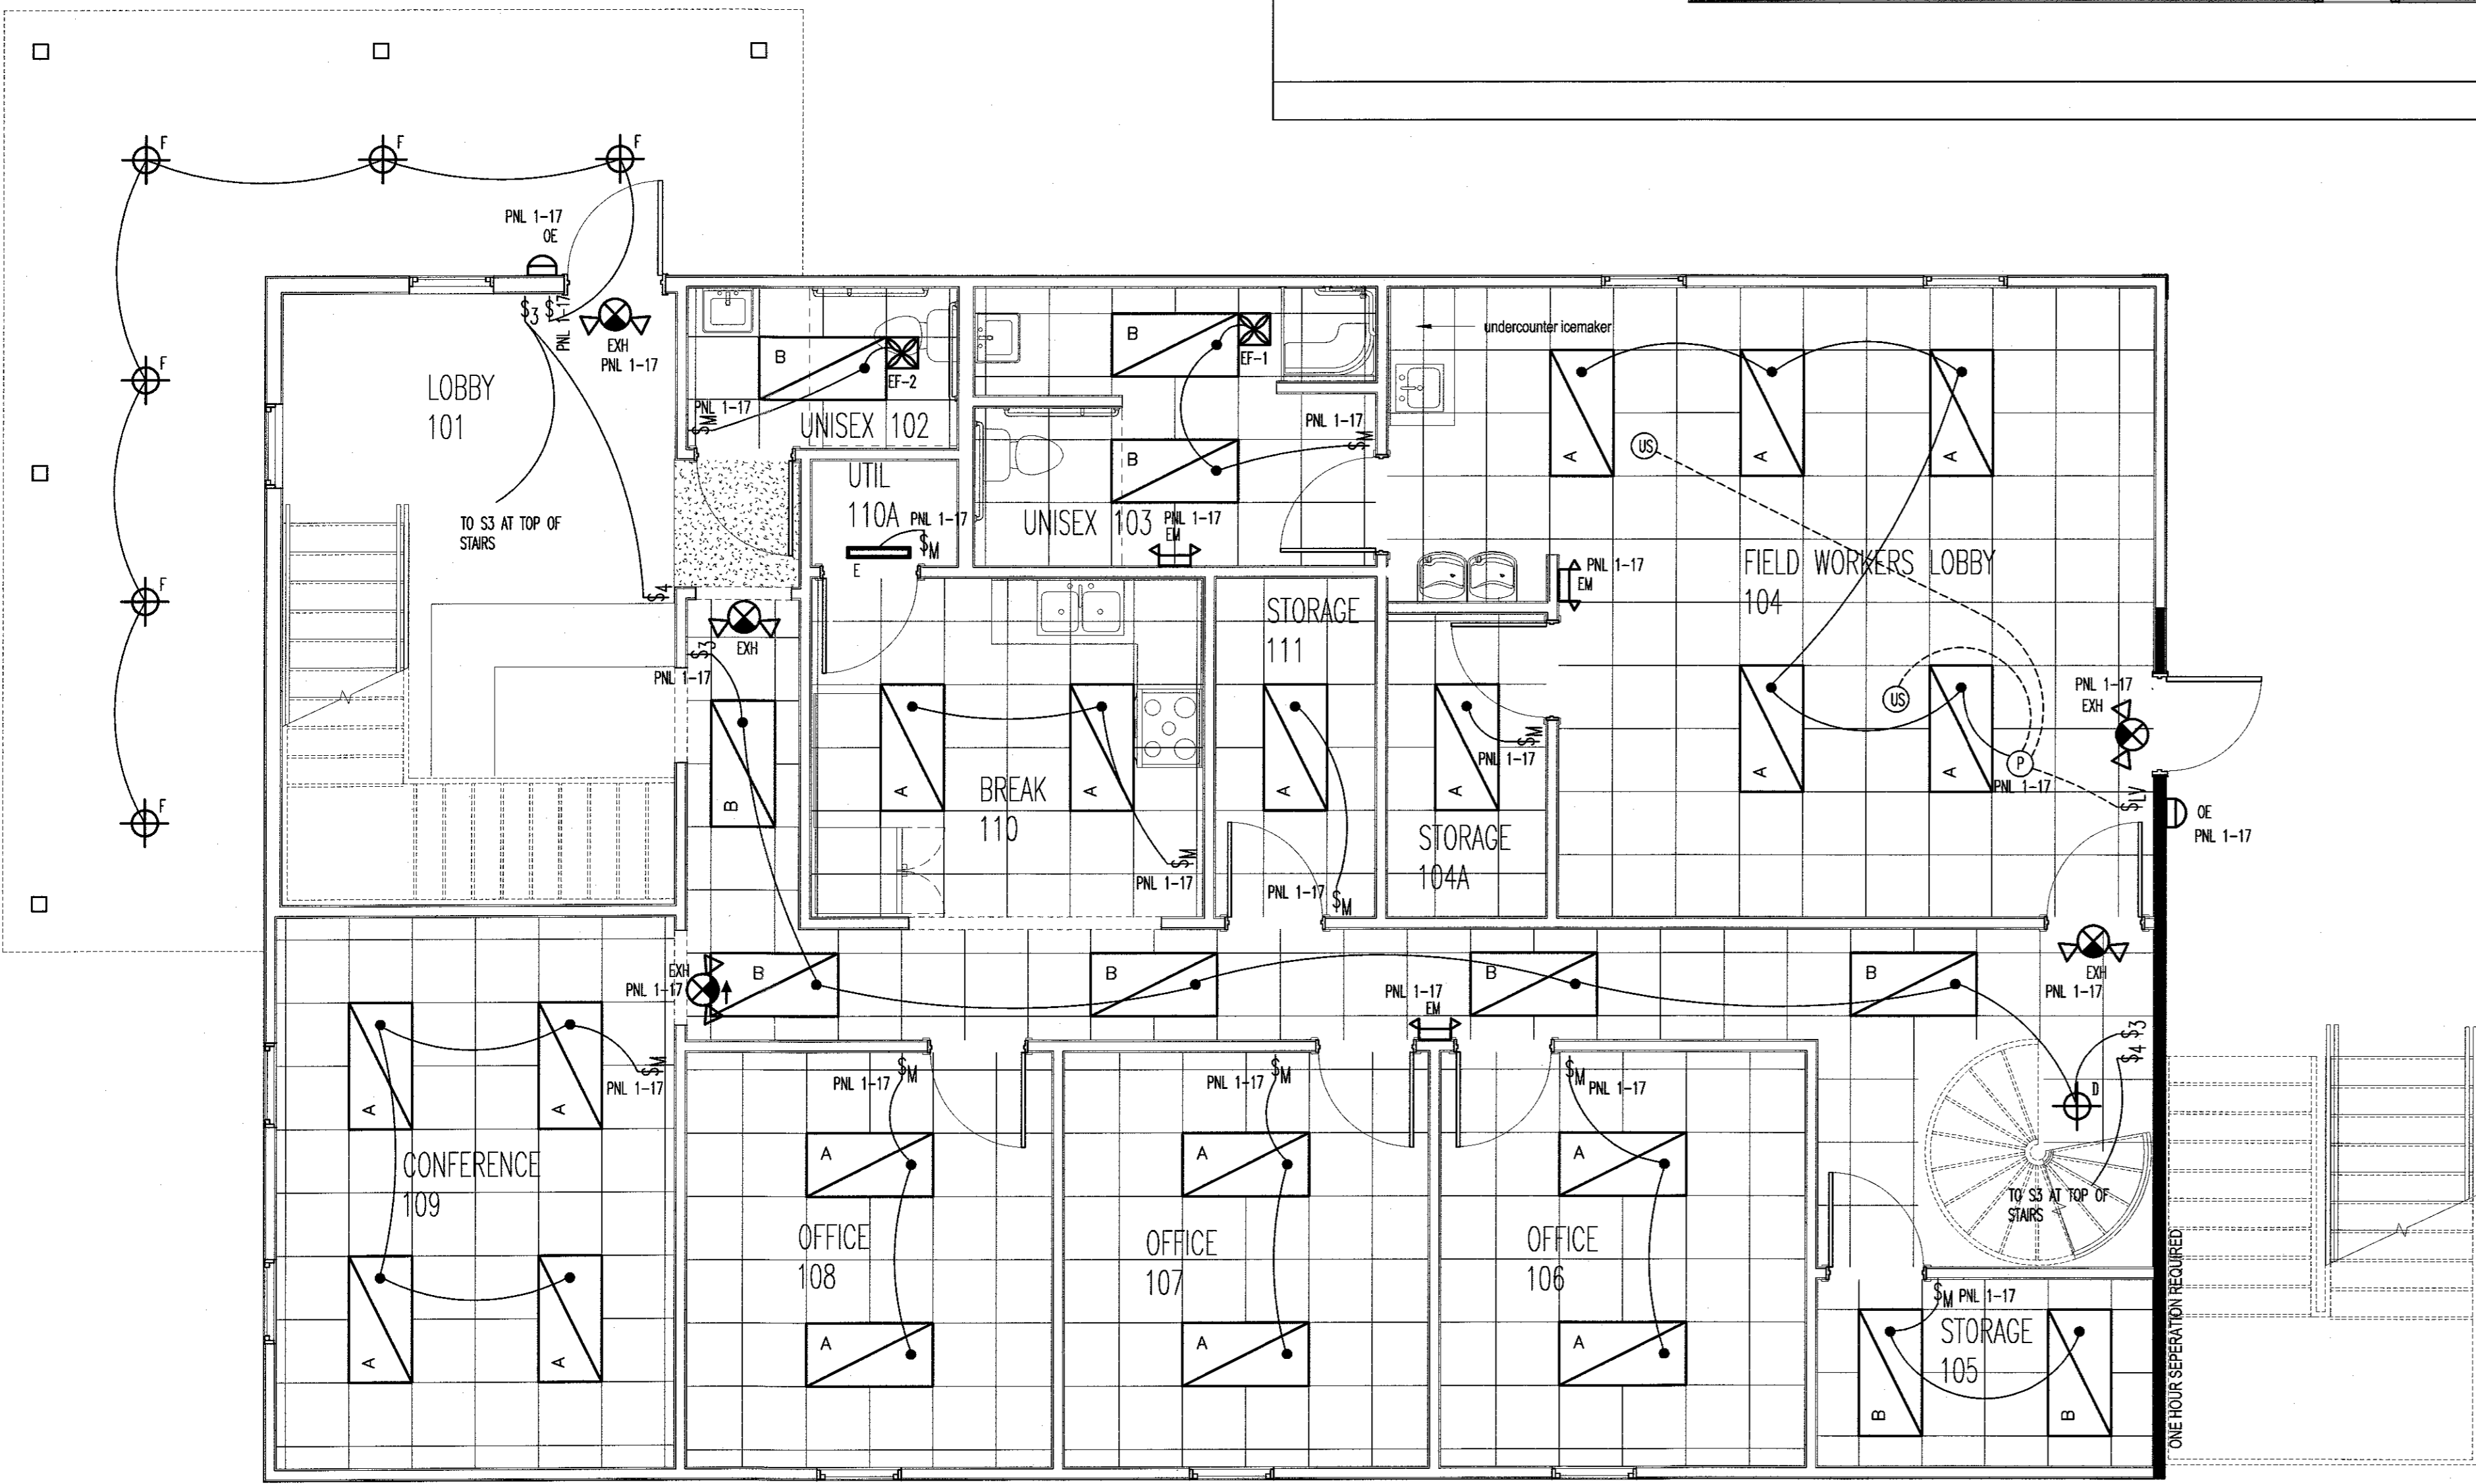 F
F
F
PNL 1-17
OE
$3 $
PNL 1-17
EXH
PNL 1-17
B
EF-2
PNL 1-17
$M
UNISEX 102
B
EF-1
PNL 1-17
$M
B
UNISEX 103
PNL 1-17
EM
undercounter icemaker
A
A
A
US
F
LOBBY
101
TO S3 AT TOP OF
STAIRS
$4
UTIL
110A
PNL 1-17
$M
E
FIELD WORKERS LOBBY
104
PNL 1-17
EM
F
EXH
$3
PNL 1-17
B
STORAGE
111
A
PNL 1-17
$M
A
A
BREAK
110
$M
PNL 1-17
A
$M
PNL 1-17
STORAGE
104A
US
A
A
P
PNL 1-17
$LV
PNL 1-17
EXH
OE
PNL 1-17
F
EXH
PNL 1-17
B
B
PNL 1-17
EM
B
B
EXH
PNL 1-17
$3
$4
D
TO S3 AT TOP OF
STAIRS
A
A
$M
PNL 1-17
CONFERENCE
109
A
A
PNL 1-17
$M
A
OFFICE
108
A
PNL 1-17
$M
A
OFFICE
107
A
$M
PNL 1-17
A
OFFICE
106
A
$M PNL 1-17
STORAGE
105
B
B
ONE HOUR SEPERATION REQUIRED